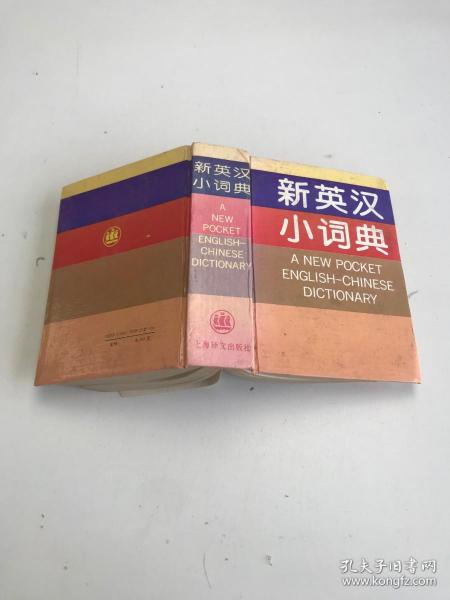 新英汉
小词典
A NEW POCKET
ENGLISH-CHINESE
DICTIONARY
新英汉
小词典
A
NEW
POCKET
ENGLISH-
CHINESE
DICTIONARY
上海译文出版社
孔夫子旧书网
www.kongfz.com